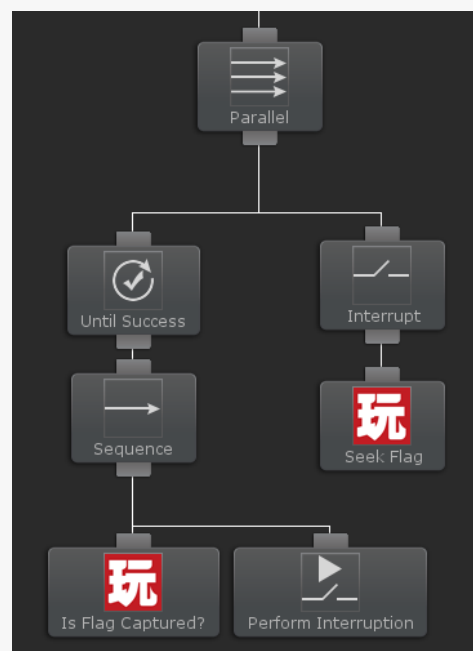 Parallel
Until Success
Interrupt
Sequence
玩
Seek Flag
玩
Is Flag Captured?
Perform Interruption